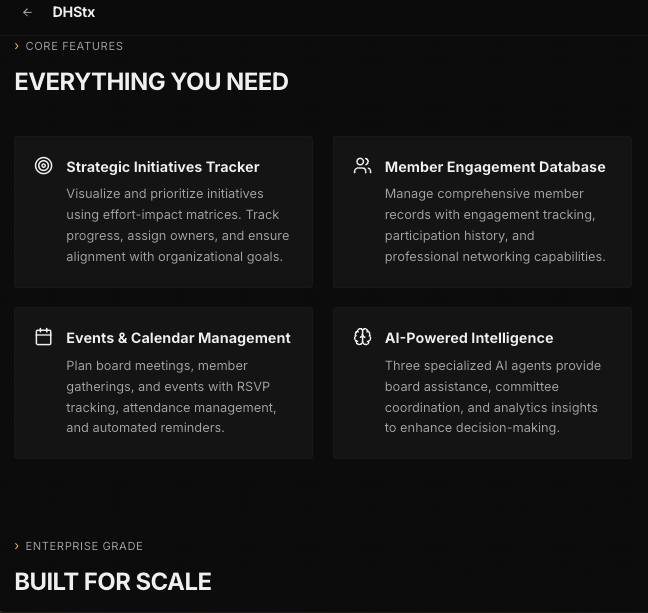 DHStx
CORE FEATURES
EVERYTHING YOU NEED
Strategic Initiatives Tracker
Visualize and prioritize initiatives
using effort-impact matrices. Track
progress, assign owners, and ensure
alignment with organizational goals.
Member Engagement Database
Manage comprehensive member
records with engagement tracking,
participation history, and
professional networking capabilities.
Events & Calendar Management
Plan board meetings, member
gatherings, and events with RSVP
tracking, attendance management,
and automated reminders.
AI-Powered Intelligence
Three specialized AI agents provide
board assistance, committee
coordination, and analytics insights
to enhance decision-making.
ENTERPRISE GRADE
BUILT FOR SCALE